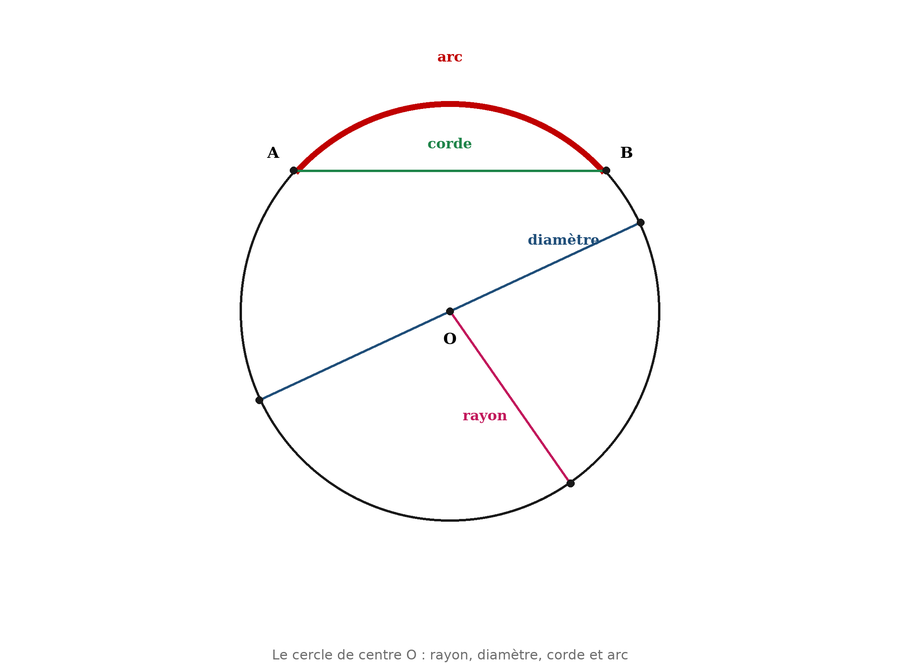 arc
corde
A
B
diamètre
O
rayon
Le cercle de centre O : rayon, diamètre, corde et arc